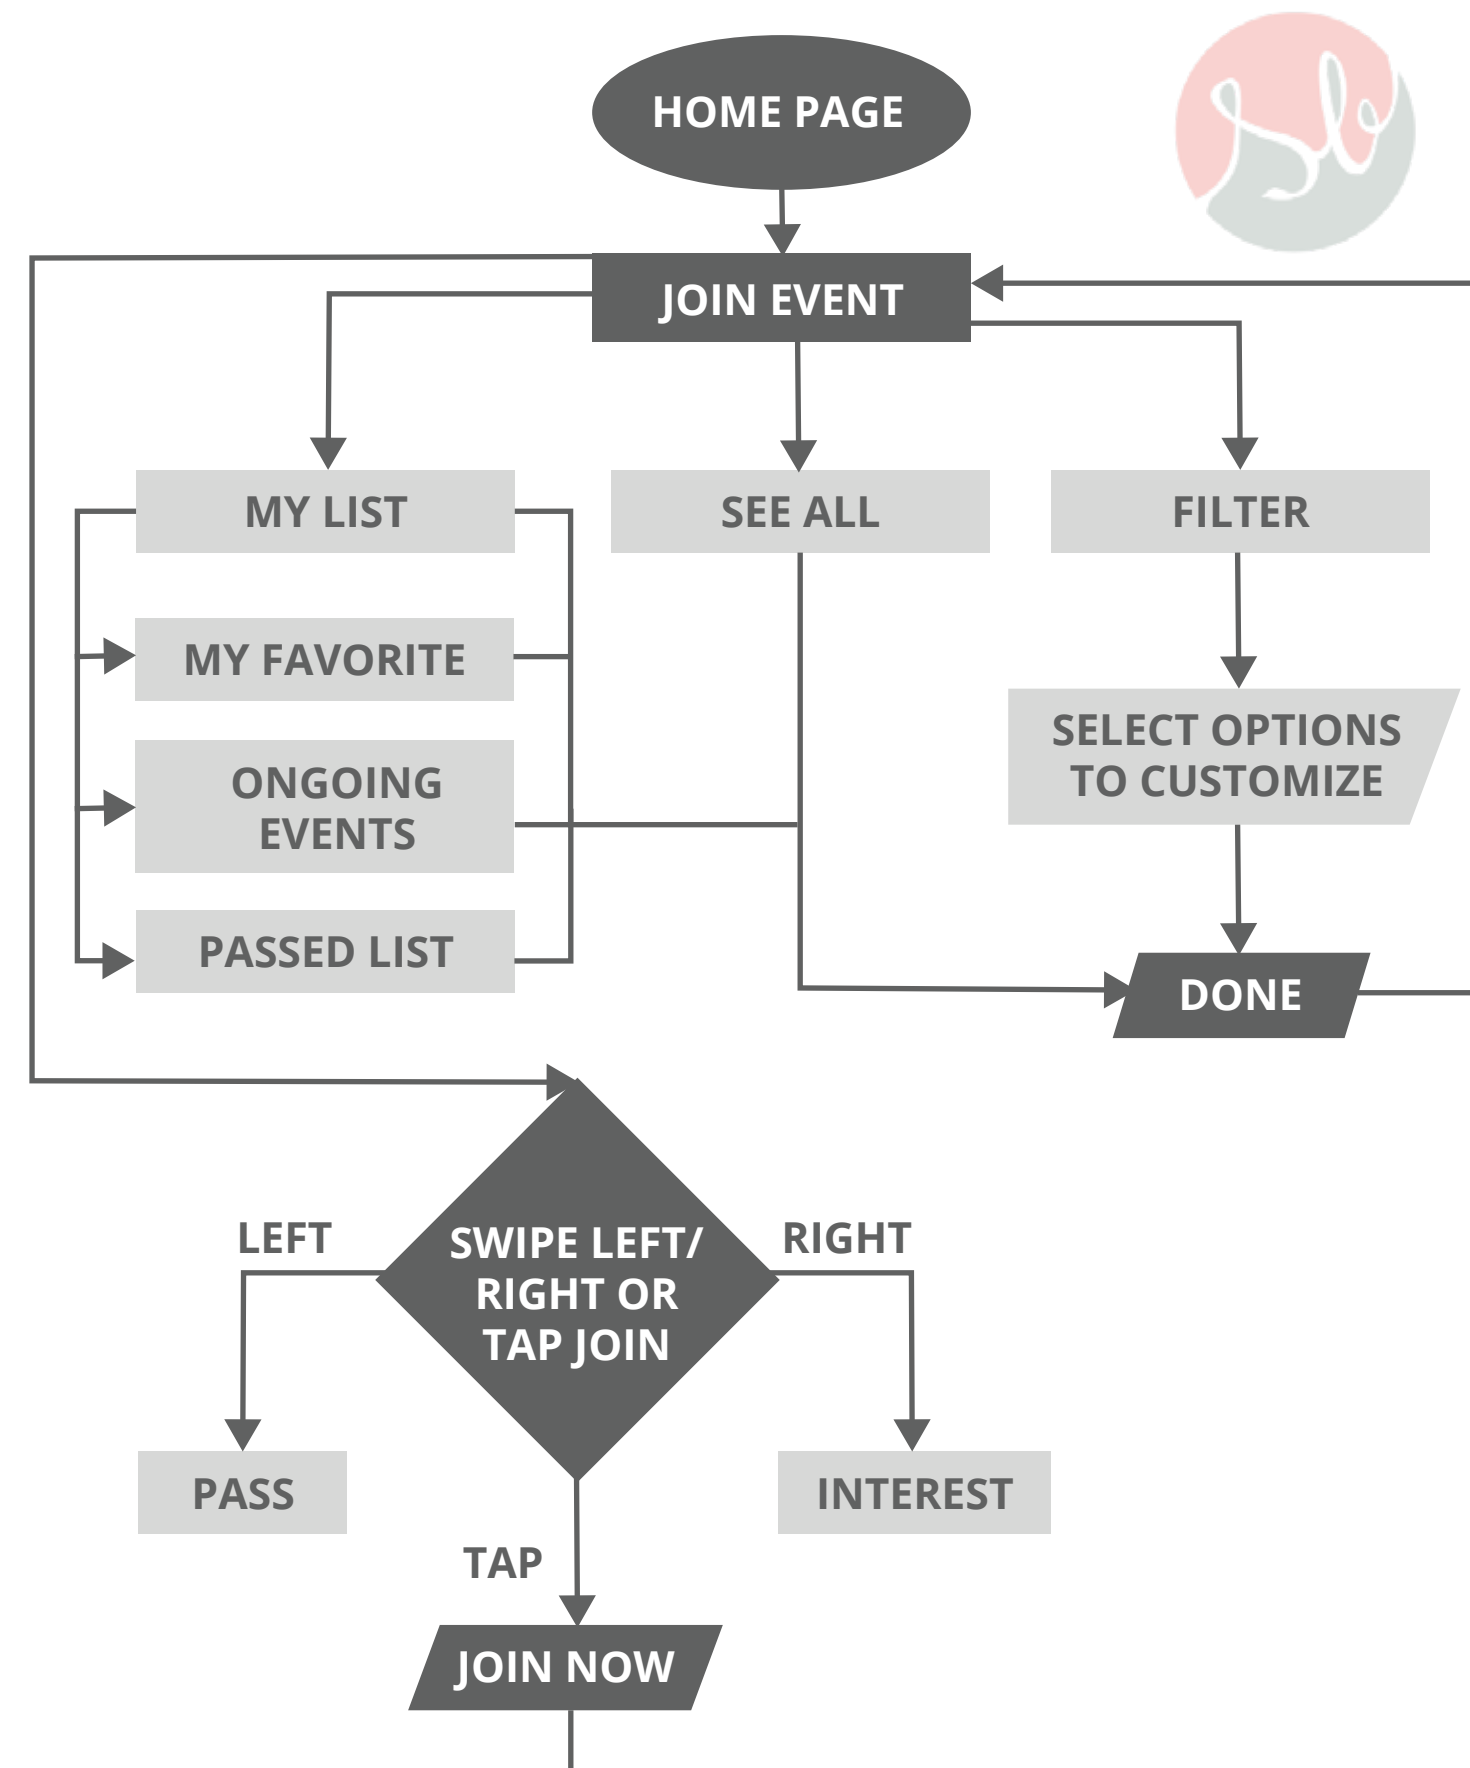 HOME PAGE
JOIN EVENT
MY LIST
SEE ALL
FILTER
MY FAVORITE
SELECT OPTIONS
TO CUSTOMIZE
ONGOING
EVENTS
PASSED LIST
DONE
LEFT
SWIPE LEFT/
RIGHT OR
TAP JOIN
RIGHT
PASS
INTEREST
TAP
JOIN NOW